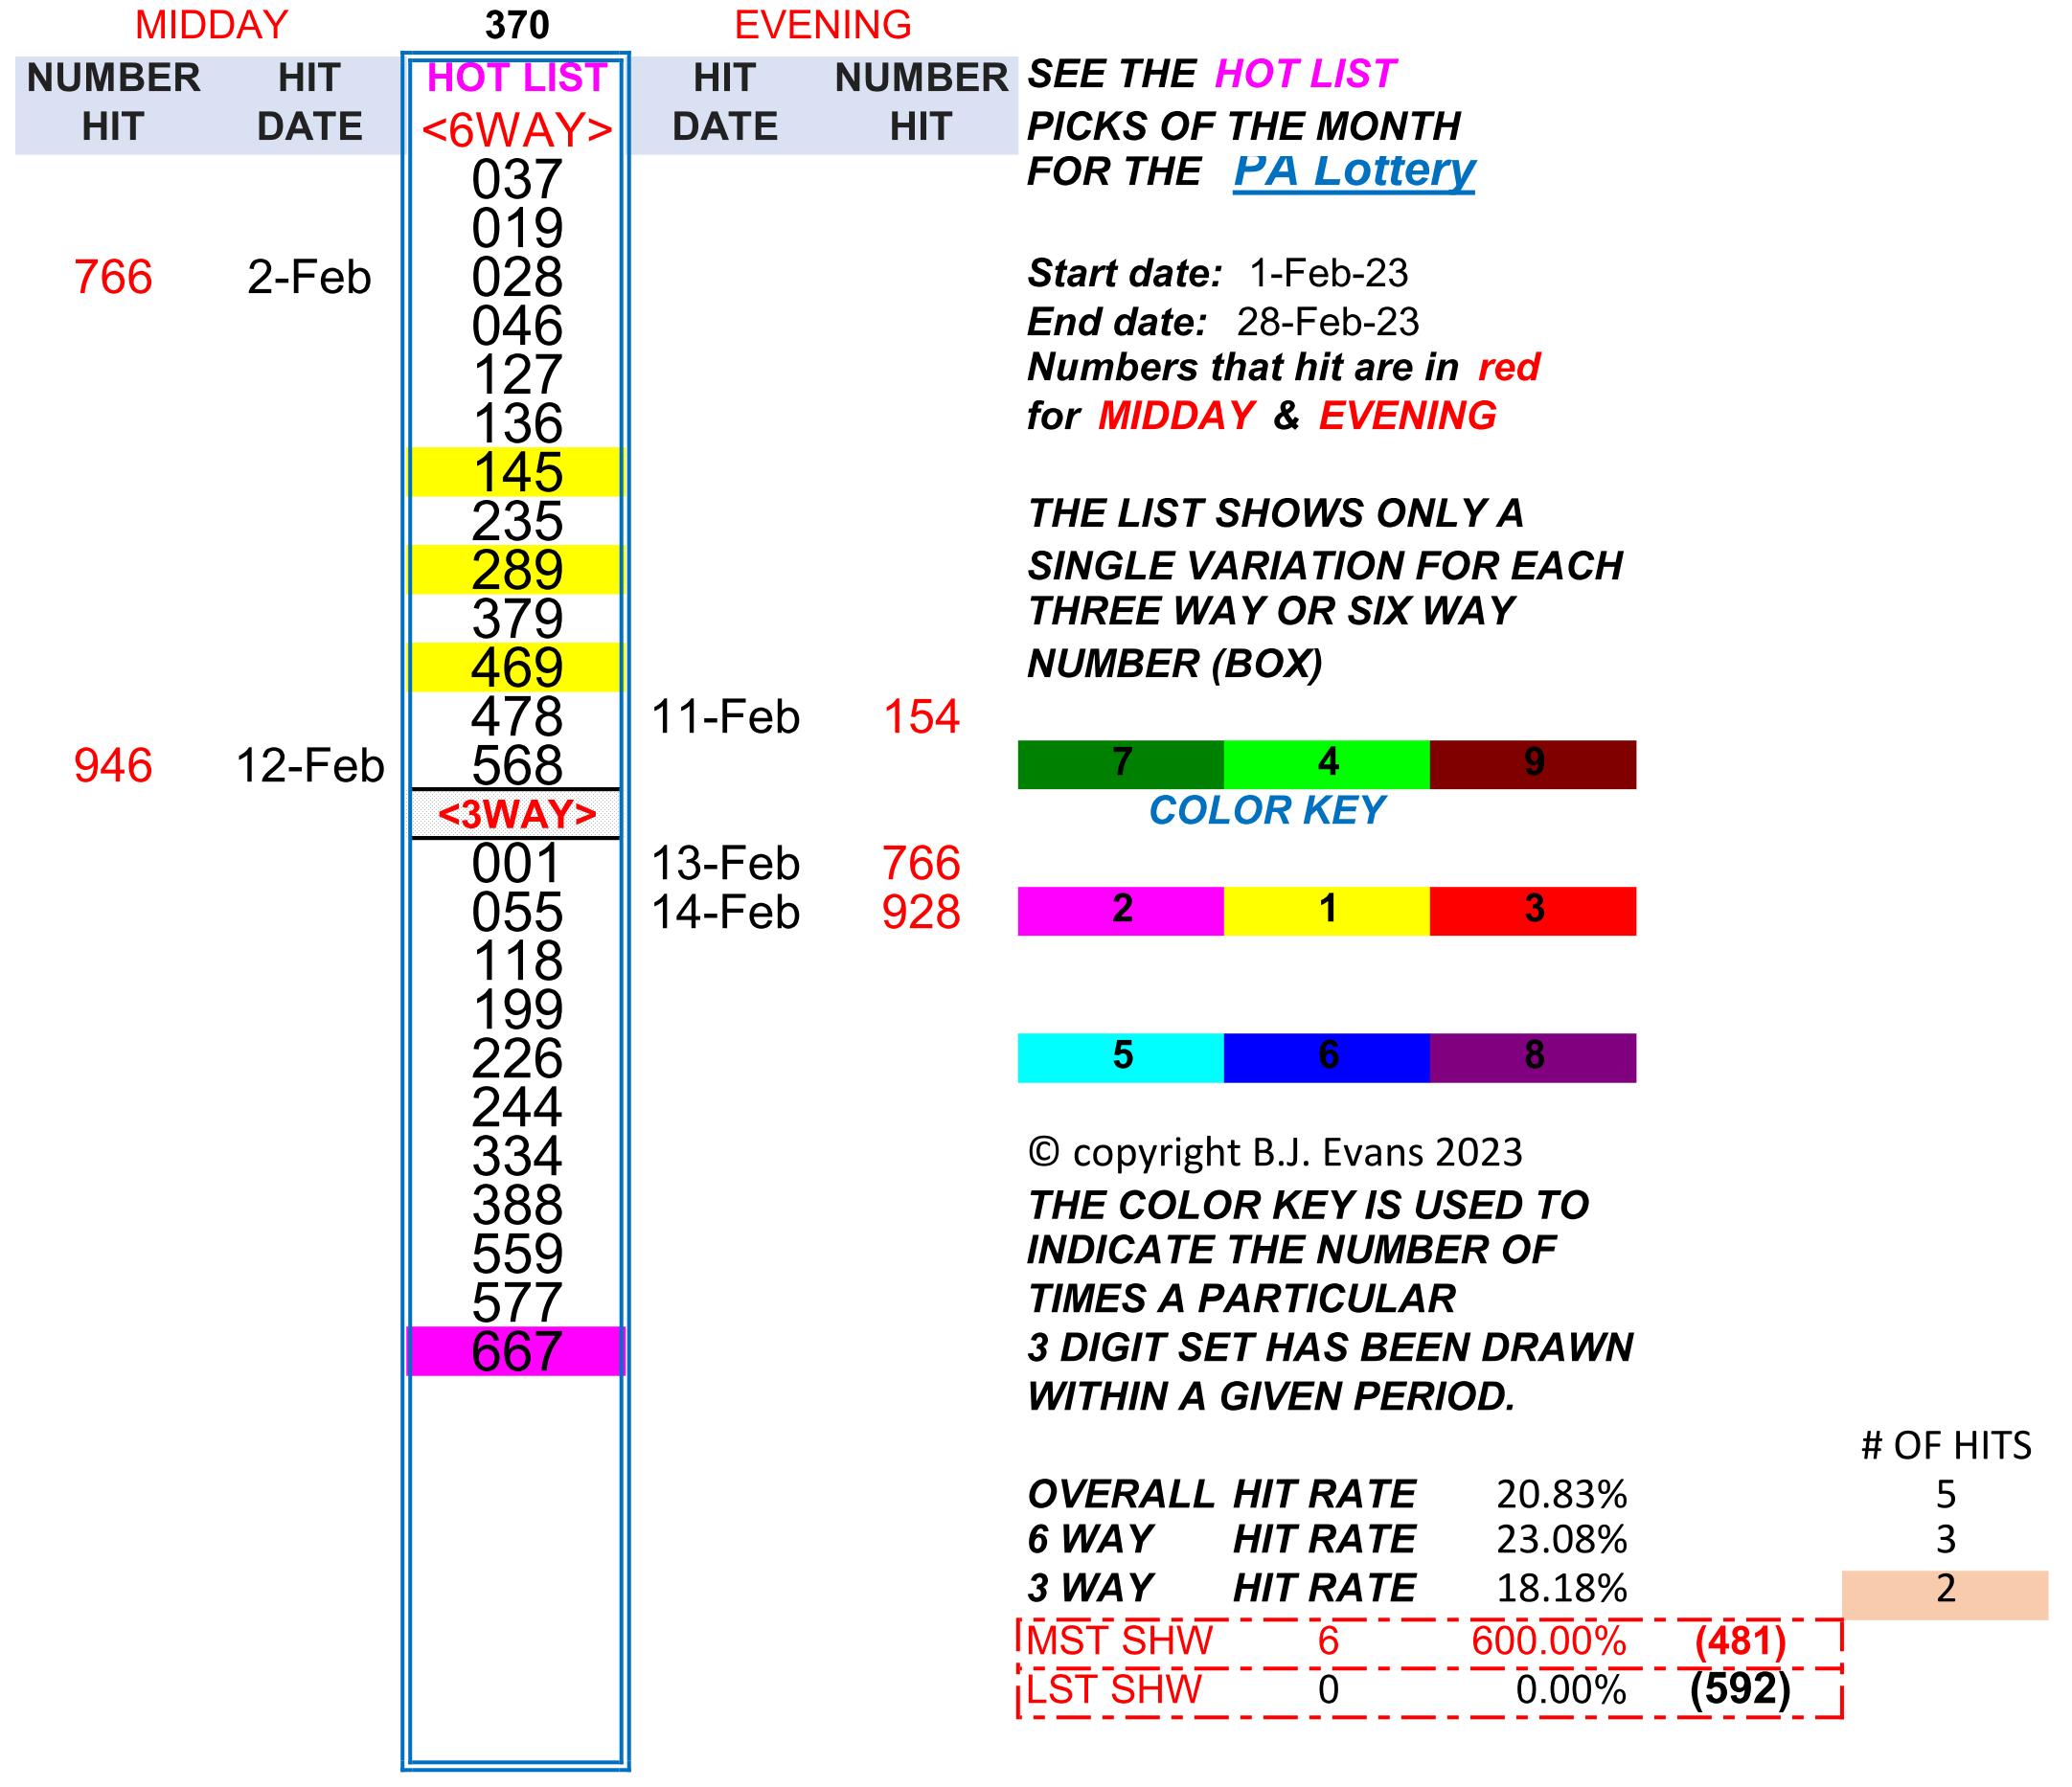 MIDDAY 370 EVENING
NUMBER HIT HOT LIST HIT NUMBER SEE THE HOT LIST
HIT DATE <6WAY> DATE HIT PICKS OF THE MONTH
037 FOR THE PA Lottery
019
766 2-Feb 028 Start date: 1-Feb-23
046 End date: 28-Feb-23
127 Numbers that hit are in red
136 for MIDDAY & EVENING
145
235 THE LIST SHOWS ONLY A
289 SINGLE VARIATION FOR EACH
379 THREE WAY OR SIX WAY
469 NUMBER (BOX)
478 11-Feb 154
946 12-Feb 568 7 4 9
<3WAY> COLOR KEY
001 13-Feb 766
055 14-Feb 928 2 1 3
118
199
226 5 6 8
244
334 © copyright B.J. Evans 2023
388 THE COLOR KEY IS USED TO
559 INDICATE THE NUMBER OF
577 TIMES A PARTICULAR
667 3 DIGIT SET HAS BEEN DRAWN
WITHIN A GIVEN PERIOD.
# OF HITS
OVERALL HIT RATE 20.83% 5
6 WAY HIT RATE 23.08% 3
3 WAY HIT RATE 18.18% 2
MST SHW 6 600.00% (481)
LST SHW 0 0.00% (592)